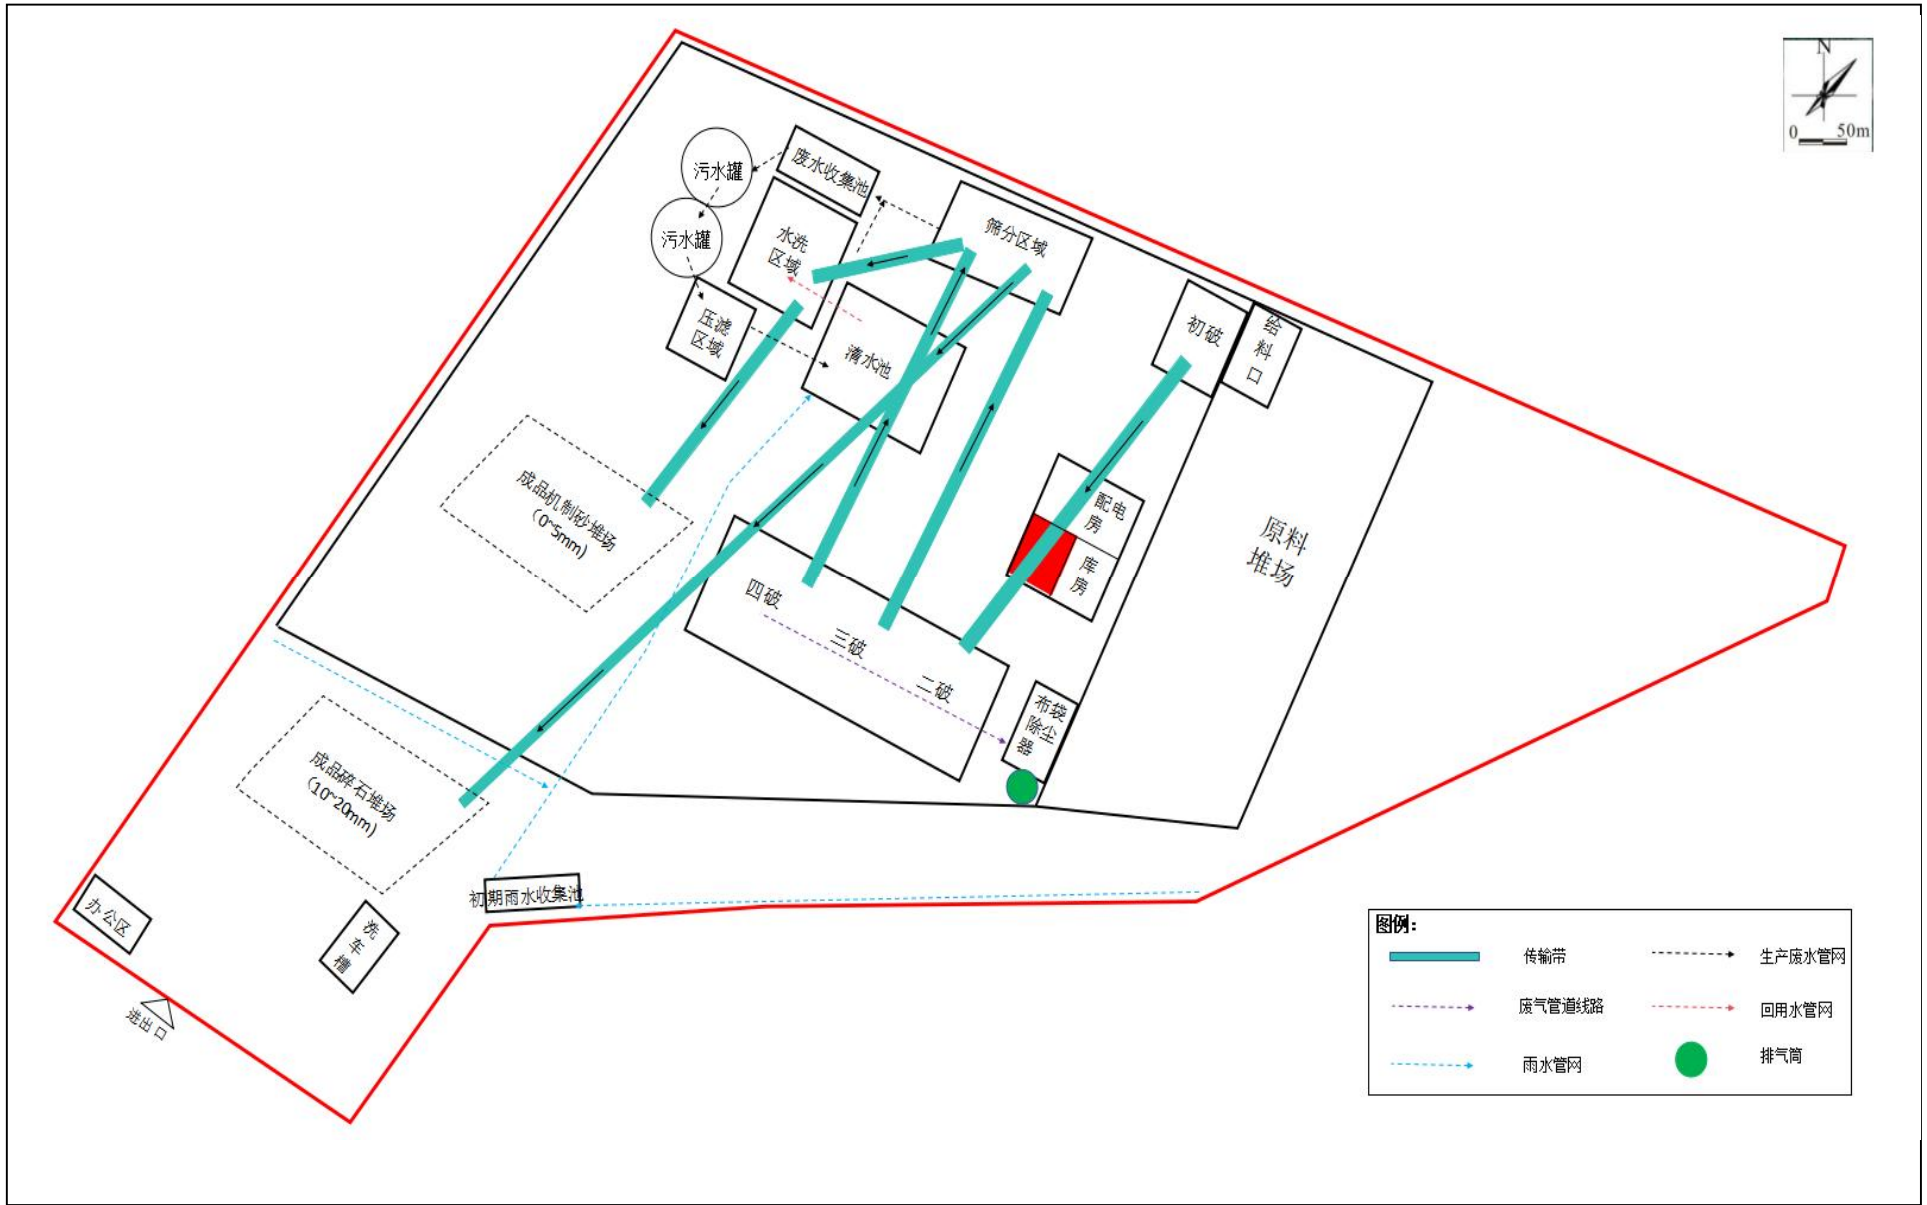 N
0 50m
污水罐
废水收集池
污水罐
水洗
区域
筛分区域
压滤
区域
清水池
初破
给
料
口
成品机制砂堆场
（0~5mm）
配电
房
库
房
原料
堆场
四破
三破
二破
布袋
除尘
器
成品碎石堆场
（10~20mm）
初期雨水收集池
办公区
洗
车
槽
进出口
图例：
传输带
生产废水管网
废气管道线路
回用水管网
雨水管网
排气筒